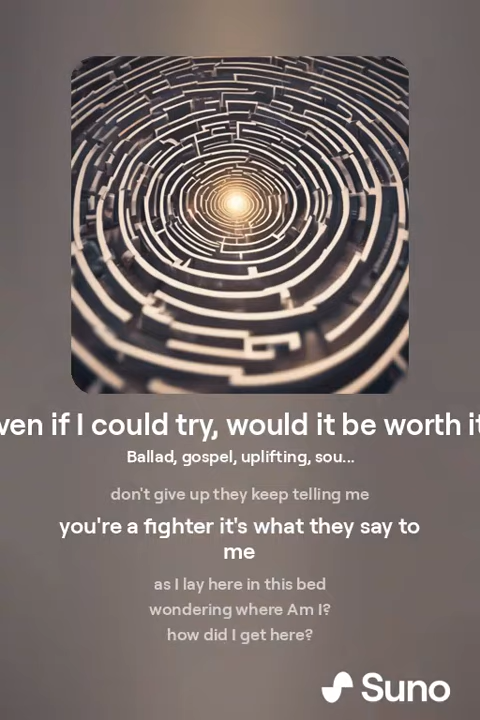 ven if I could try, would it be worth it
Ballad, gospel, uplifting, sou...
don't give up they keep telling me
you're a fighter it's what they say to
me
as I lay here in this bed
wondering where Am I?
how did I get here?
Suno